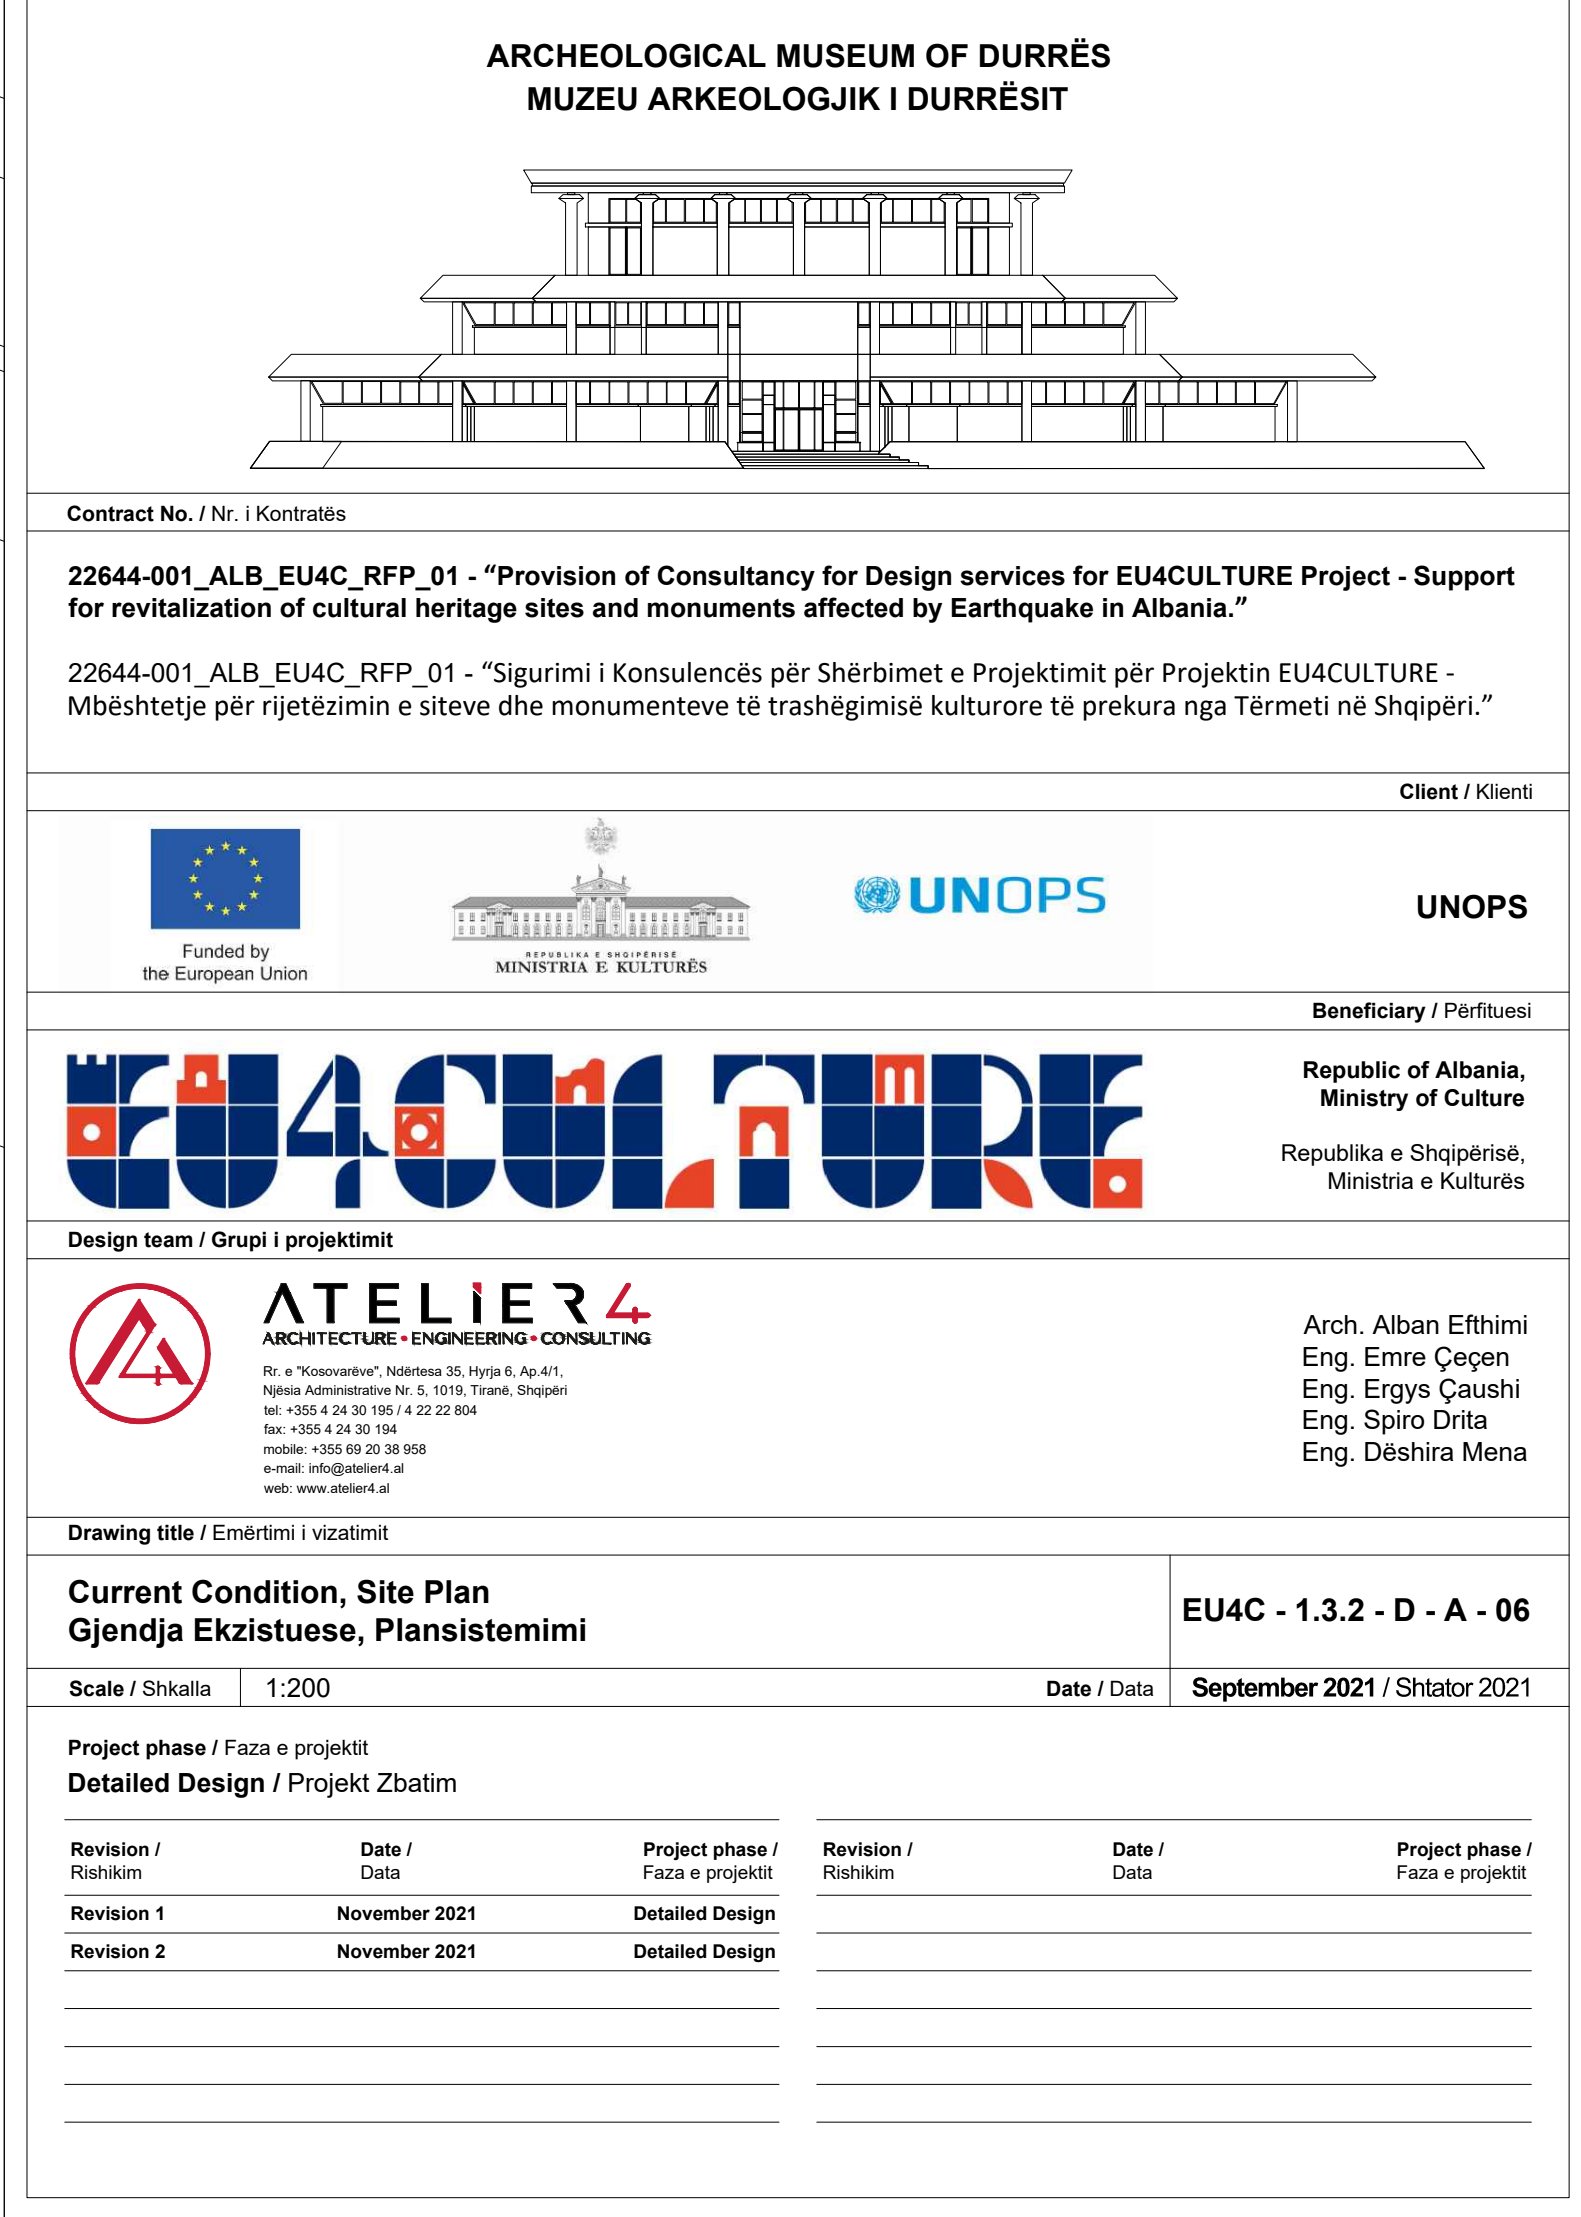 ARCHEOLOGICAL MUSEUM OF DURRËS
MUZEU ARKEOLOGJIK I DURRËSIT
Contract No. / Nr. i Kontratës
22644-001_ALB_EU4C_RFP_01 - “Provision of Consultancy for Design services for EU4CULTURE Project - Support
for revitalization of cultural heritage sites and monuments affected by Earthquake in Albania.”
22644-001_ALB_EU4C_RFP_01 - “Sigurimi i Konsulencës për Shërbimet e Projektimit për Projektin EU4CULTURE -
Mbështetje për rijetëzimin e siteve dhe monumenteve të trashëgimisë kulturore të prekura nga Tërmeti në Shqipëri.”
Client / Klienti
Funded by
the European Union
REPUBLIKA E SHQIPËRISË
MINISTRIA E KULTURËS
UNOPS
UNOPS
Beneficiary / Përfituesi
EU4CULTURE
Republic of Albania,
Ministry of Culture
Republika e Shqipërisë,
Ministria e Kulturës
Design team / Grupi i projektimit
ATELiER 4
ARCHITECTURE • ENGINEERING • CONSULTING
Rr. e "Kosovarëve", Ndërtesa 35, Hyrja 6, Ap.4/1,
Njësia Administrative Nr. 5, 1019, Tiranë, Shqipëri
tel: +355 4 24 30 195 / 4 22 22 804
fax: +355 4 24 30 194
mobile: +355 69 20 38 958
e-mail: info@atelier4.al
web: www.atelier4.al
Arch. Alban Efthimi
Eng. Emre Çeçen
Eng. Ergys Çaushi
Eng. Spiro Drita
Eng. Dëshira Mena
Drawing title / Emërtimi i vizatimit
Current Condition, Site Plan
Gjendja Ekzistuese, Plansistemimi
EU4C - 1.3.2 - D - A - 06
Scale / Shkalla 1:200
Date / Data September 2021 / Shtator 2021
Project phase / Faza e projektit
Detailed Design / Projekt Zbatim
Revision / Date / Project phase / Revision / Date / Project phase /
Rishikim Data Faza e projektit Rishikim Data Faza e projektit
Revision 1 November 2021 Detailed Design
Revision 2 November 2021 Detailed Design